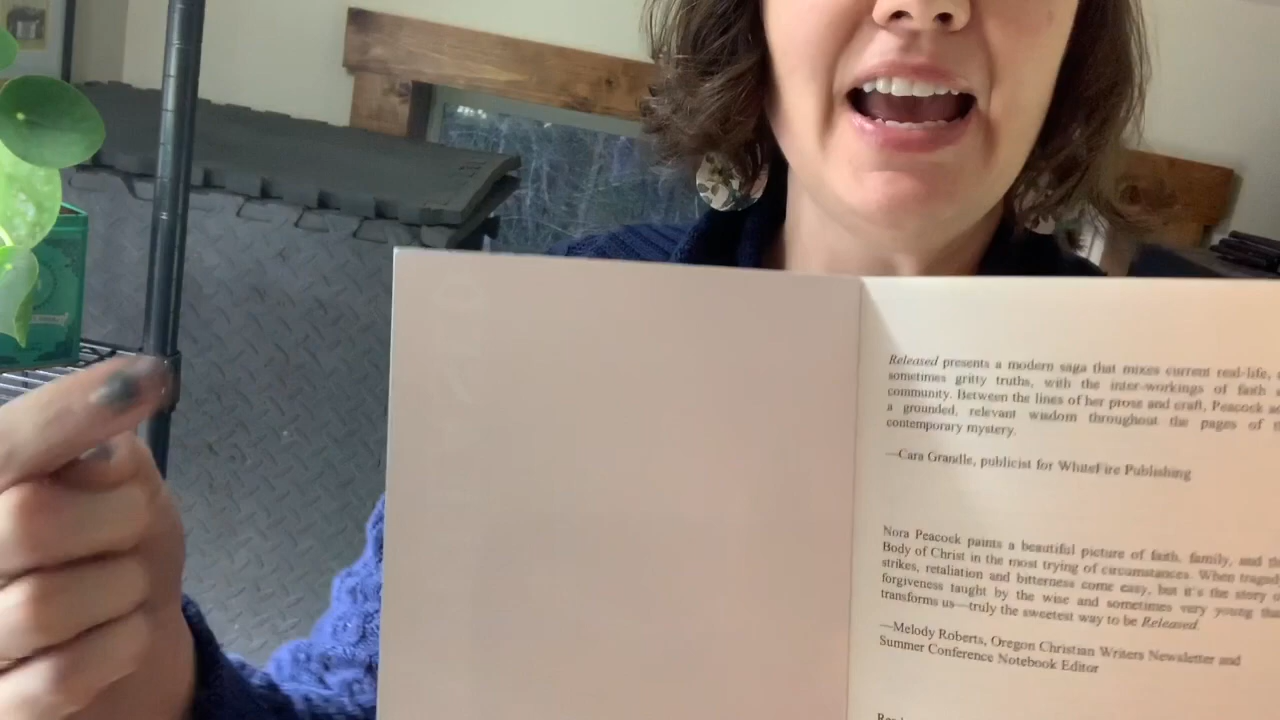 Released presents a modern saga that mixes current real-life,
sometimes gritty truths, with the inter-workings of faith
community. Between the lines of her prose and craft, Peacock
a grounded, relevant wisdom throughout the pages of
contemporary mystery.
—Cara Grandle, publicist for WhiteFire Publishing
Nora Peacock paints a beautiful picture of faith, family, and
Body of Christ in the most trying of circumstances. When
strikes, retaliation and bitterness come easy, but it's the story
forgiveness taught by the wise and sometimes very young
transforms us—truly the sweetest way to be Released.
—Melody Roberts, Oregon Christian Writers Newsletter and
Summer Conference Notebook Editor